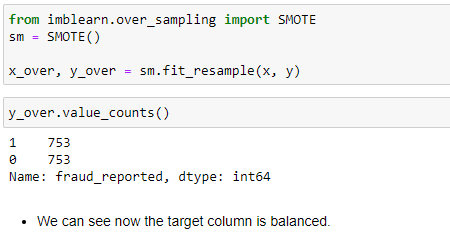 from imblearn.over_sampling import SMOTE
sm = SMOTE()
x_over, y_over = sm.fit_resample(x, y)
y_over.value_counts()
1    753
0    753
Name: fraud_reported, dtype: int64
• We can see now the target column is balanced.